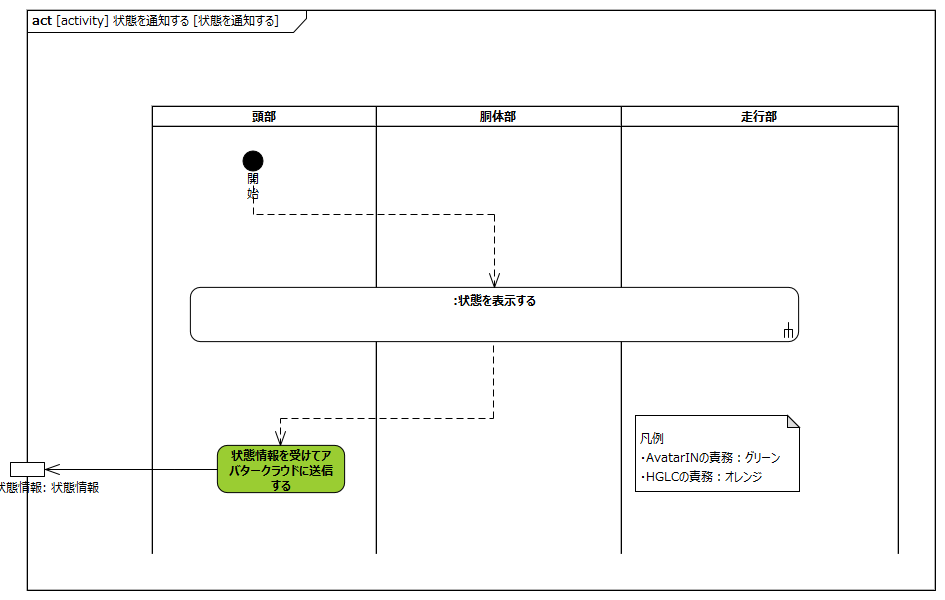 act [activity] 状態を通知する [状態を通知する]
頭部
胴体部
走行部
開
始
:状態を表示する
凡例
・AvatarINの責務：グリーン
・HGLCの責務：オレンジ
状態情報を受けてア
バタークラウドに送信
する
状態情報: 状態情報